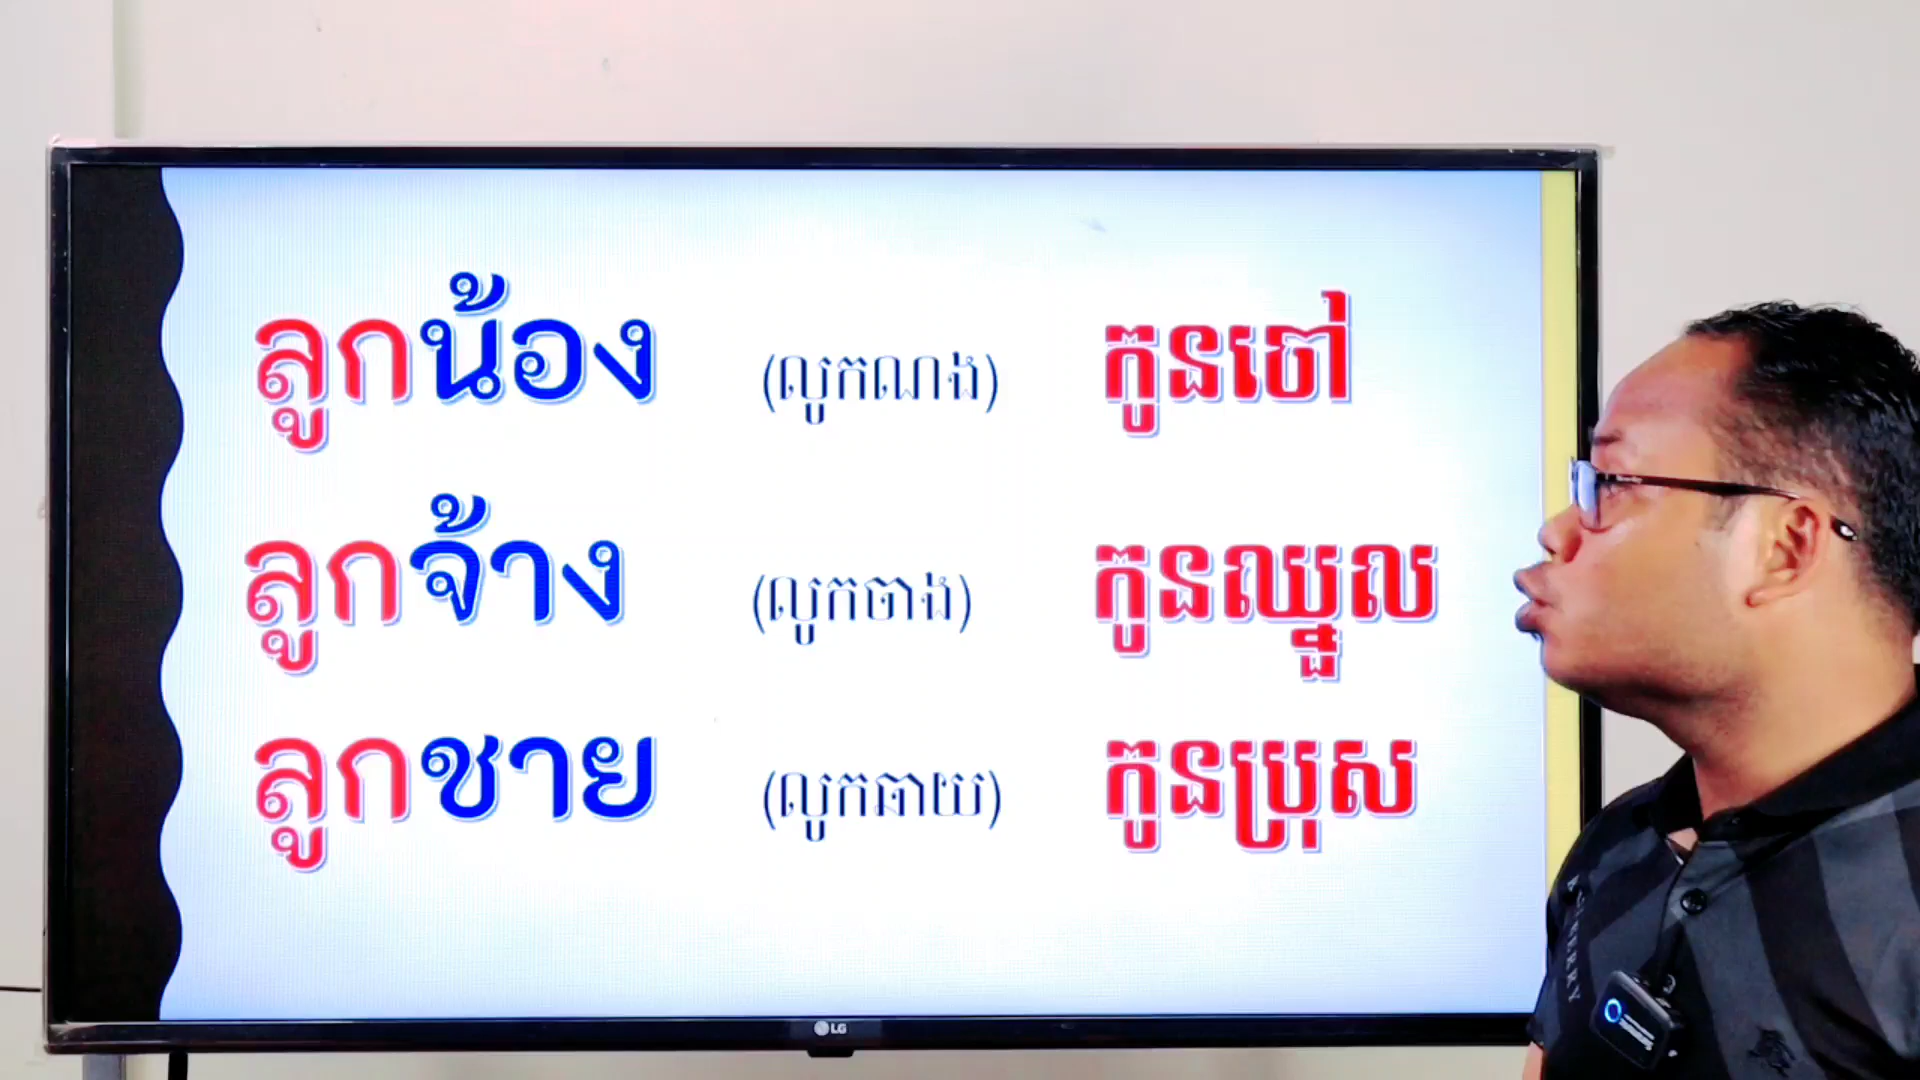 ลูกน้อง (លូកណង) កូនចៅ
ลูกจ้าง (លូកចាង) កូនឈ្នួល
ลูกชาย (លូកឆាយ) កូនប្រុស
LG